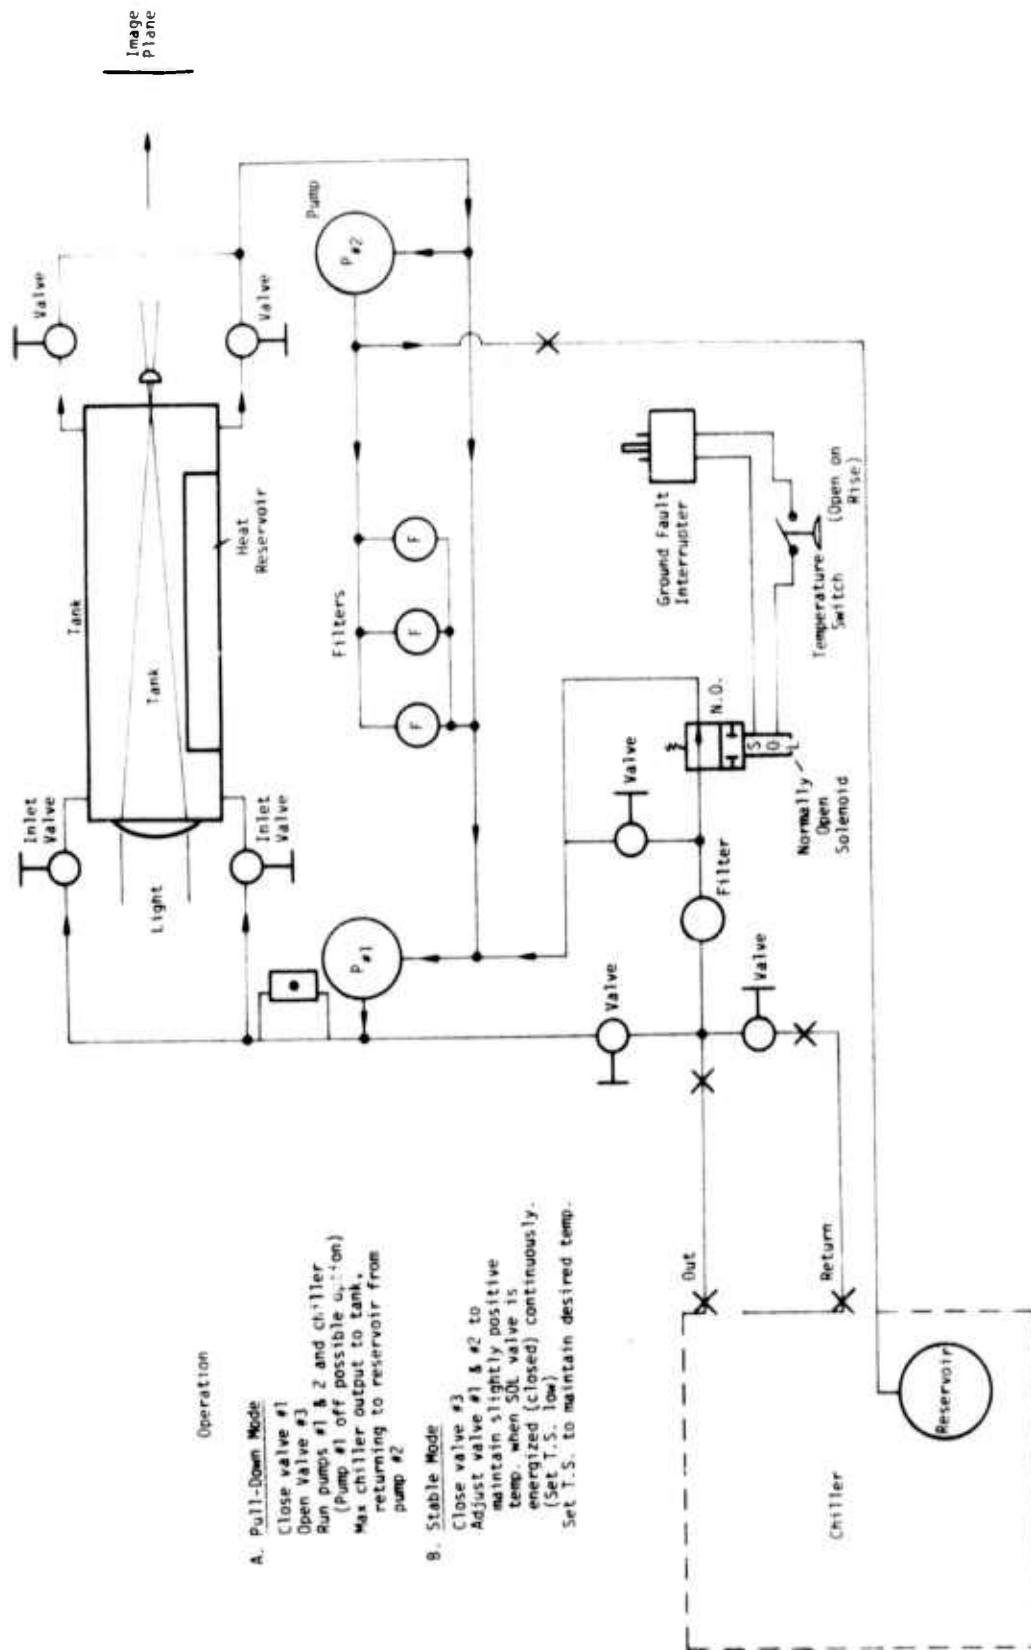 Image
Plane
Valve
Valve
Tank
Tank
Heat
Reservoir
Inlet
Valve
Inlet
Valve
Light
Pump
P#2
P#1
Filters
F
F
F
Ground Fault
Interrupter
Temperature
Switch
(Open on
Rise)
N.O.
S
O
L
Normally
Open
Solenoid
Valve
Filter
Valve
Valve
Out
Return
Reservoir
Chiller
Operation
A. Pull-Down Mode
Close valve #1
Open Valve #3
Run pumps #1 & 2 and chiller
(Pump #1 off possible option)
Max chiller output to tank,
returning to reservoir from
pump #2
B. Stable Mode
Close valve #3
Adjust valve #1 & #2 to
maintain slightly positive
temp. when SOL valve is
energized (closed) continuously.
(Set T.S. low)
Set T.S. to maintain desired temp.